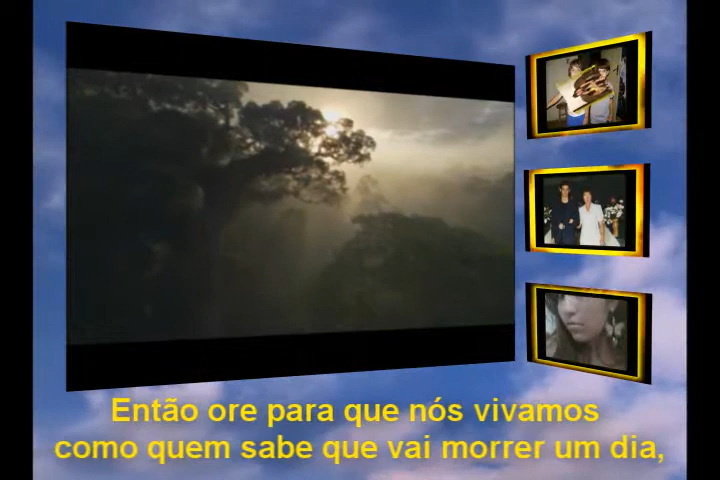 Então ore para que nós vivamos
como quem sabe que vai morrer um dia,